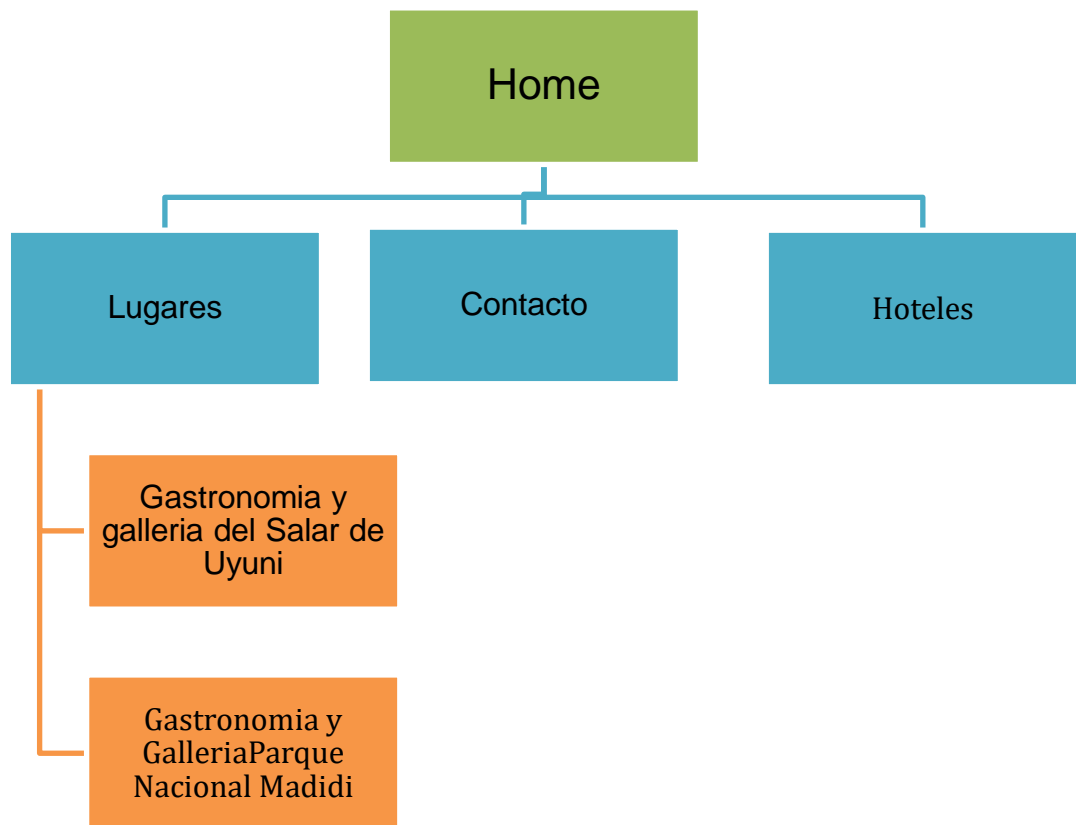 Home
Lugares
Contacto
Hoteles
Gastronomia y
galleria del Salar de
Uyuni
Gastronomia y
GalleriaParque
Nacional Madidi